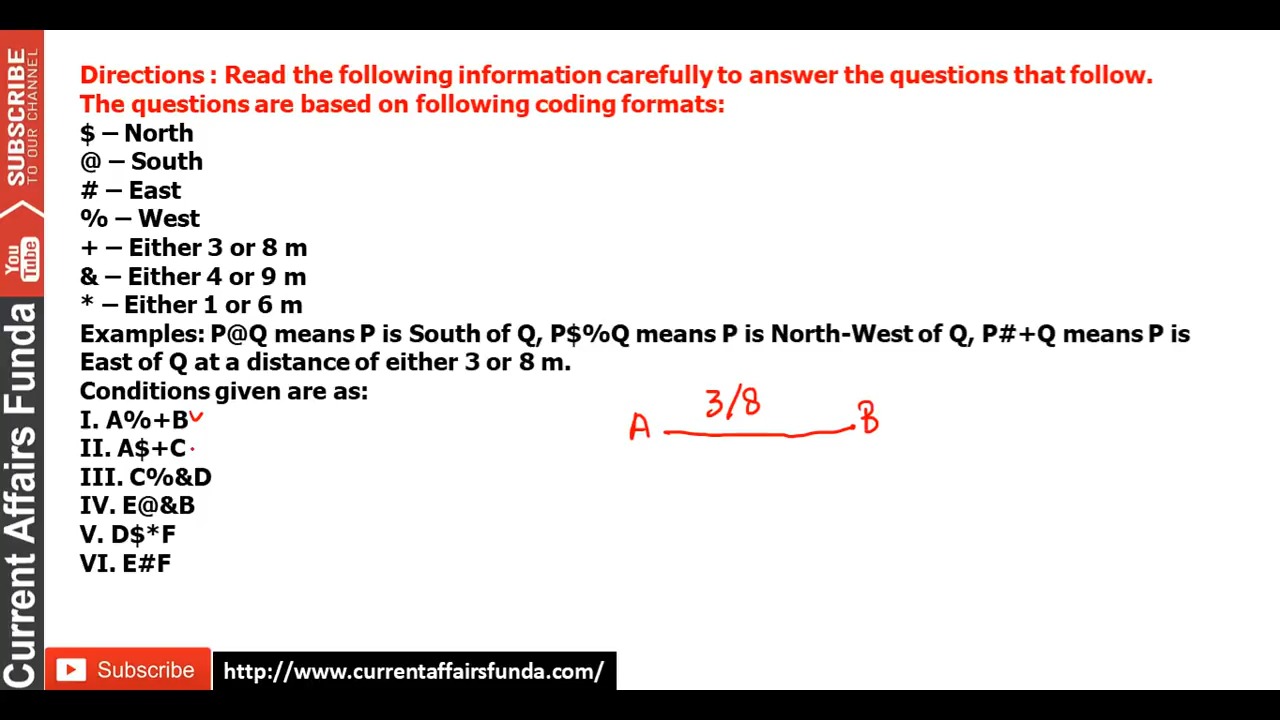 SUBSCRIBE
TO OUR CHANNEL
You
Tube
Current Affairs Funda
Directions : Read the following information carefully to answer the questions that follow.
The questions are based on following coding formats:
$ – North
@ – South
# – East
% – West
+ – Either 3 or 8 m
& – Either 4 or 9 m
* – Either 1 or 6 m
Examples: P@Q means P is South of Q, P$%Q means P is North-West of Q, P#+Q means P is
East of Q at a distance of either 3 or 8 m.
Conditions given are as:
I. A%+B
II. A$+C
III. C%&D
IV. E@&B
V. D$*F
VI. E#F
3/8
A B
Subscribe
http://www.currentaffairsfunda.com/